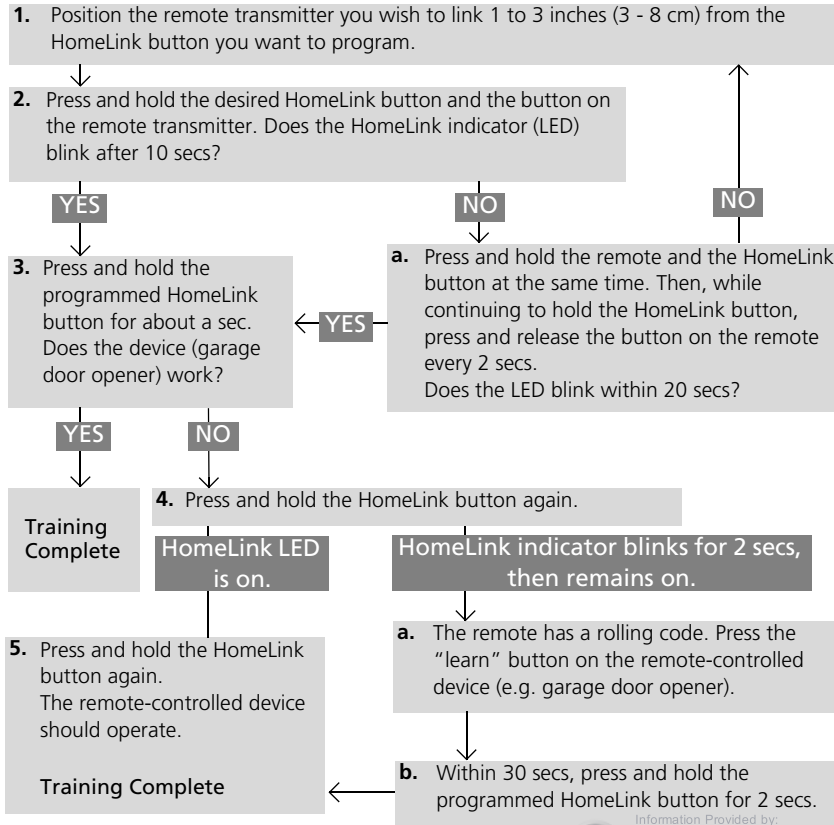 1. Position the remote transmitter you wish to link 1 to 3 inches (3 - 8 cm) from the
HomeLink button you want to program.
2. Press and hold the desired HomeLink button and the button on
the remote transmitter. Does the HomeLink indicator (LED)
blink after 10 secs?
YES
NO
NO
3. Press and hold the
programmed HomeLink
button for about a sec.
Does the device (garage
door opener) work?
a. Press and hold the remote and the HomeLink
button at the same time. Then, while
continuing to hold the HomeLink button,
press and release the button on the remote
every 2 secs.
Does the LED blink within 20 secs?
YES
YES
NO
Training
Complete
4. Press and hold the HomeLink button again.
HomeLink LED
is on.
HomeLink indicator blinks for 2 secs,
then remains on.
5. Press and hold the HomeLink
button again.
The remote-controlled device
should operate.
Training Complete
a. The remote has a rolling code. Press the
“learn” button on the remote-controlled
device (e.g. garage door opener).
b. Within 30 secs, press and hold the
programmed HomeLink button for 2 secs.
Information Provided by: